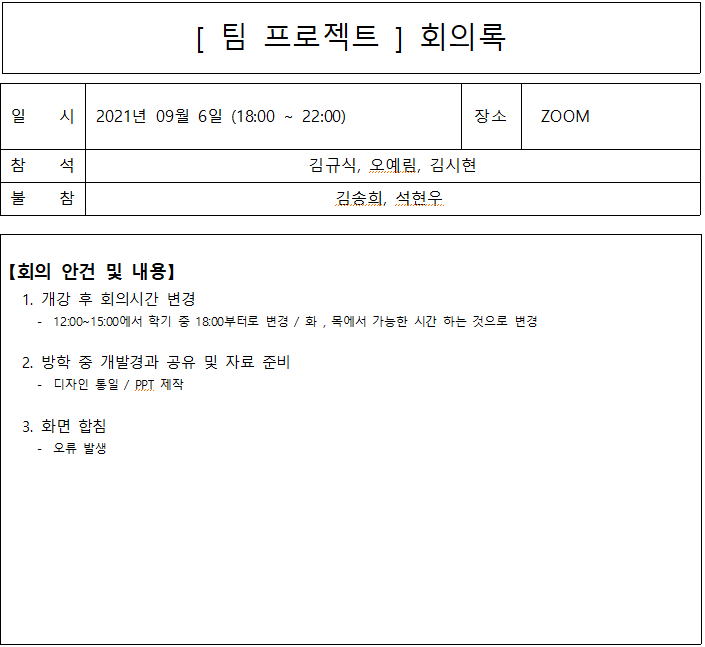 [ 팀 프로젝트 ] 회의록
일 시 2021년 09월 6일 (18:00 ~ 22:00) 장소 ZOOM
참 석 김규식, 오예림, 김시현
불 참 김송희, 석현우
【회의 안건 및 내용】
1. 개강 후 회의시간 변경
- 12:00~15:00에서 학기 중 18:00부터로 변경 / 화 , 목에서 가능한 시간 하는 것으로 변경
2. 방학 중 개발경과 공유 및 자료 준비
- 디자인 통일 / PPT 제작
3. 화면 합침
- 오류 발생